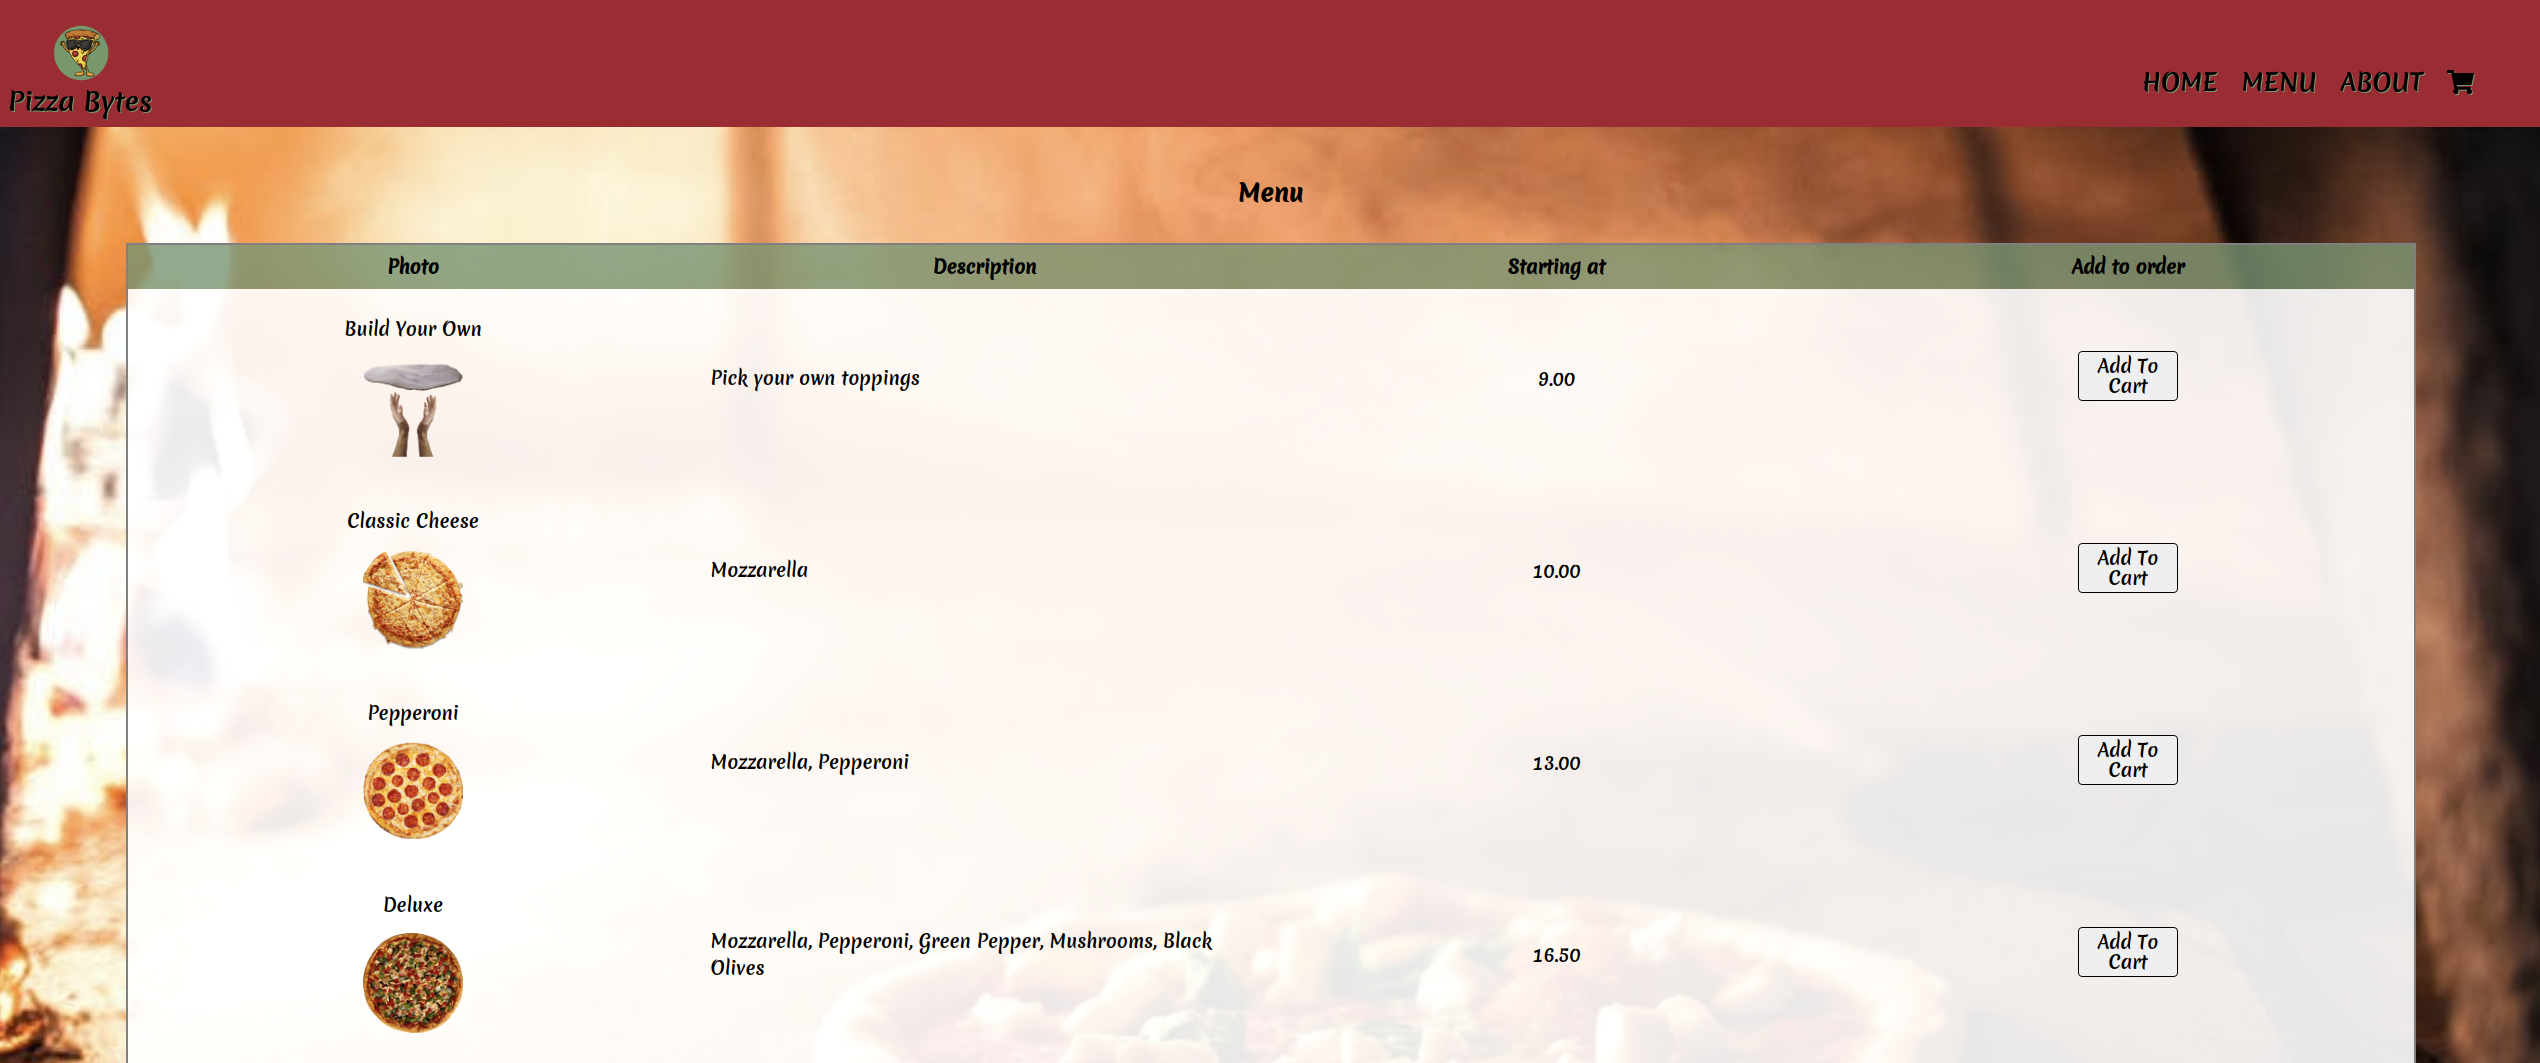 Pizza Bytes
HOME MENU ABOUT
Menu
Photo Description Starting at Add to order
Build Your Own
Pick your own toppings 9.00 Add To
Cart
Classic Cheese
Mozzarella 10.00 Add To
Cart
Pepperoni
Mozzarella, Pepperoni 13.00 Add To
Cart
Deluxe
Mozzarella, Pepperoni, Green Pepper, Mushrooms, Black
Olives
16.50
Add To
Cart